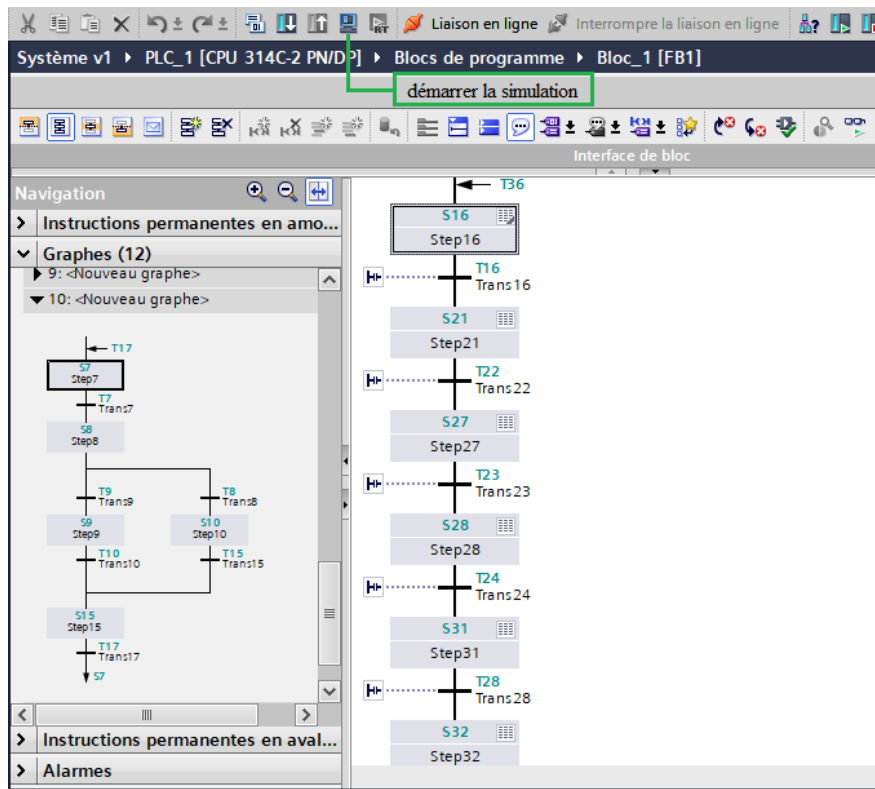 Liaison en ligne Interrompre la liaison en ligne
Système v1 PLC_1 [CPU 314C-2 PN/DP] Blocs de programme Bloc_1 [FB1]
démarrer la simulation
Interface de bloc
Navigation
Instructions permanentes en amo...
Graphes (12)
9: <Nouveau graphe>
10: <Nouveau graphe>
T17
S7
Step7
T7
Trans7
S8
Step8
T9
Trans9
T8
Trans8
S9
Step9
S10
Step10
T10
Trans10
T15
Trans15
S15
Step15
T17
Trans17
S7
Instructions permanentes en aval...
Alarmes
T36
S16
Step16
T16
Trans16
S21
Step21
T22
Trans22
S27
Step27
T23
Trans23
S28
Step28
T24
Trans24
S31
Step31
T28
Trans28
S32
Step32